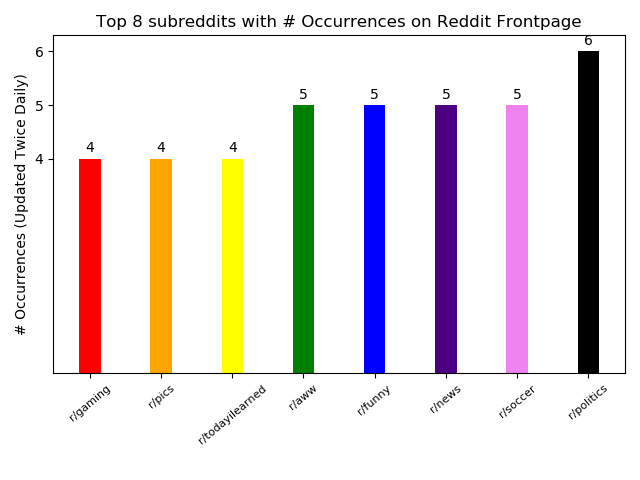 Top 8 subreddits with # Occurrences on Reddit Frontpage
# Occurrences (Updated Twice Daily)
6
5
4
4
4
4
5
5
5
5
6
r/gaming
r/pics
r/todayilearned
r/aww
r/funny
r/news
r/soccer
r/politics